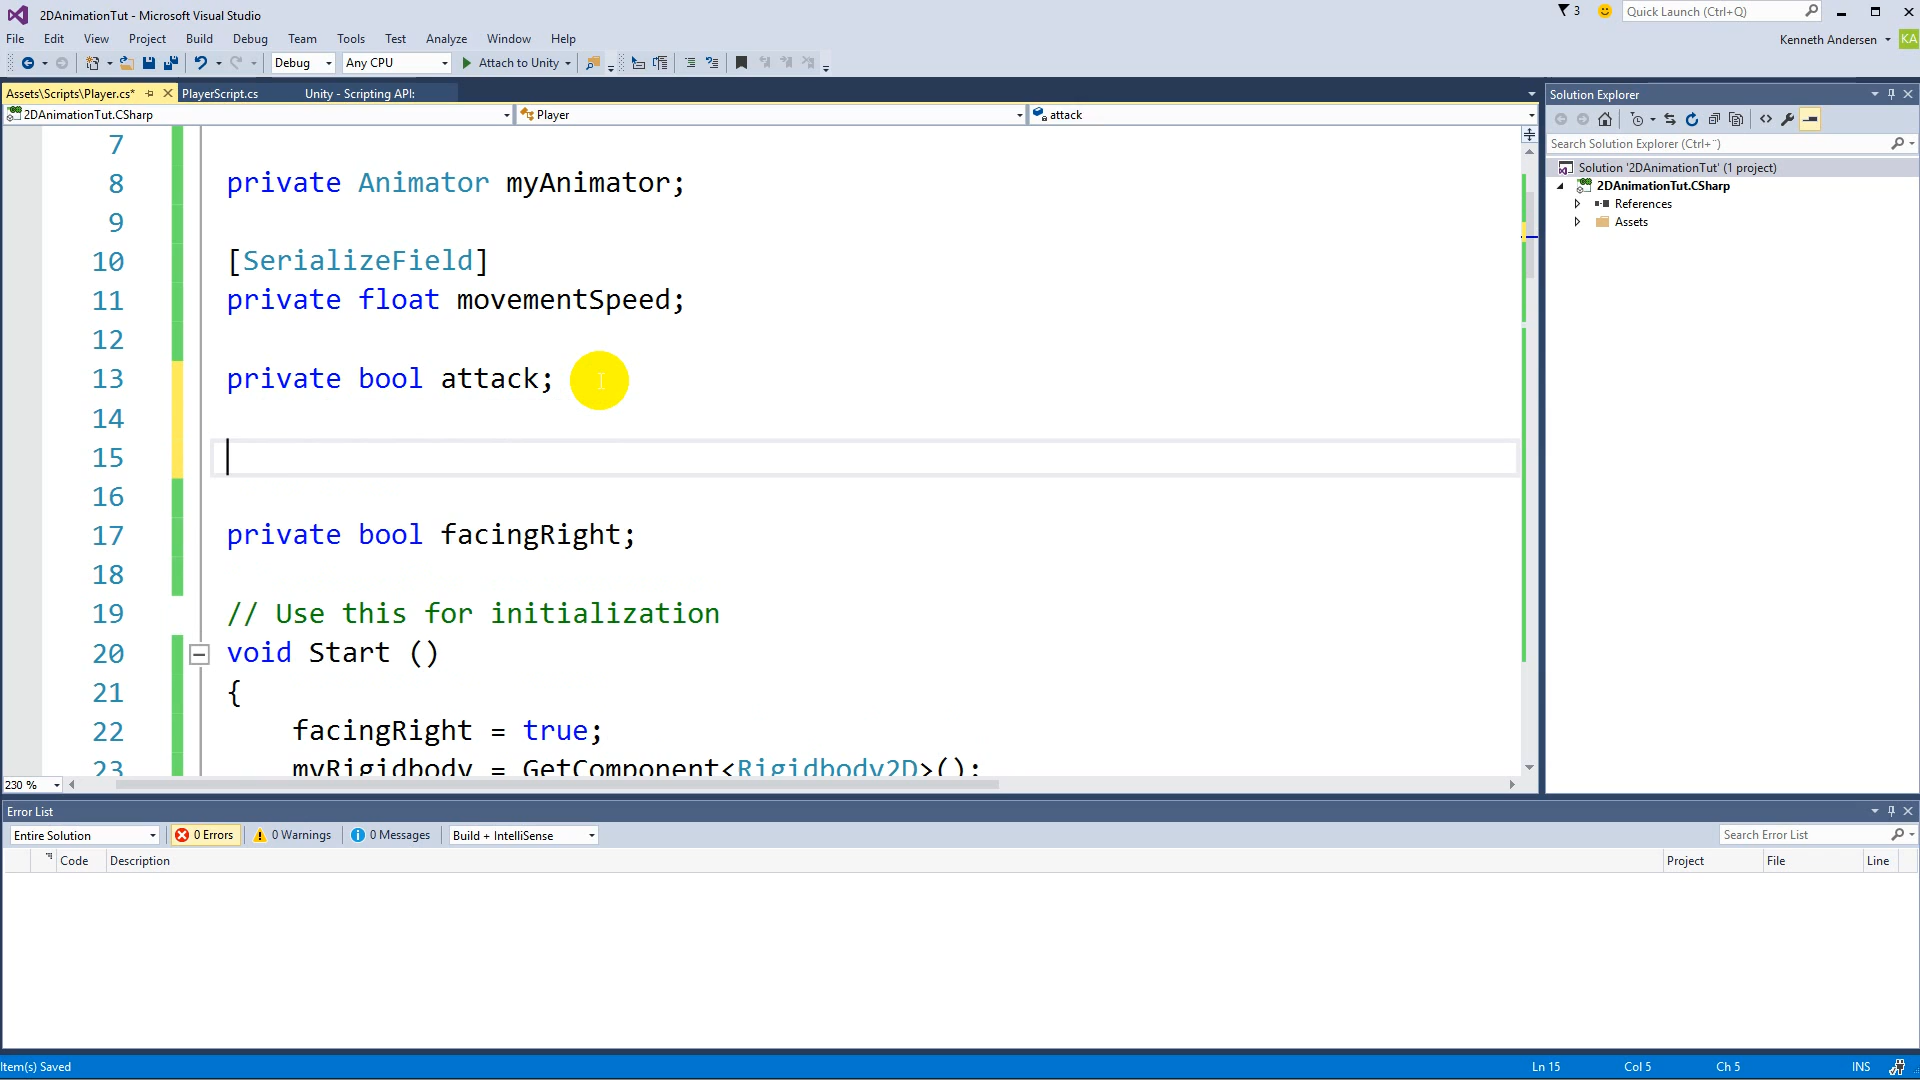 2DAnimationTut - Microsoft Visual Studio
3
Quick Launch (Ctrl+Q)
File Edit View Project Build Debug Team Tools Test Analyze Window Help
Kenneth Andersen KA
Debug Any CPU Attach to Unity
Assets\Scripts\Player.cs* PlayerScript.cs Unity - Scripting API:
2DAnimationTut.CSharp Player attack
7
8 private Animator myAnimator;
9
10 [SerializeField]
11 private float movementSpeed;
12
13 private bool attack;
14
15
16
17 private bool facingRight;
18
19 // Use this for initialization
20 void Start ()
21 {
22 facingRight = true;
23 myRigidbody = GetComponent<Rigidbody2D>();
230 %
Solution Explorer
Search Solution Explorer (Ctrl+¨)
Solution '2DAnimationTut' (1 project)
2DAnimationTut.CSharp
References
Assets
Error List
Entire Solution 0 Errors 0 Warnings 0 Messages Build + IntelliSense
Search Error List
Code Description Project File Line
Item(s) Saved Ln 15 Col 5 Ch 5 INS